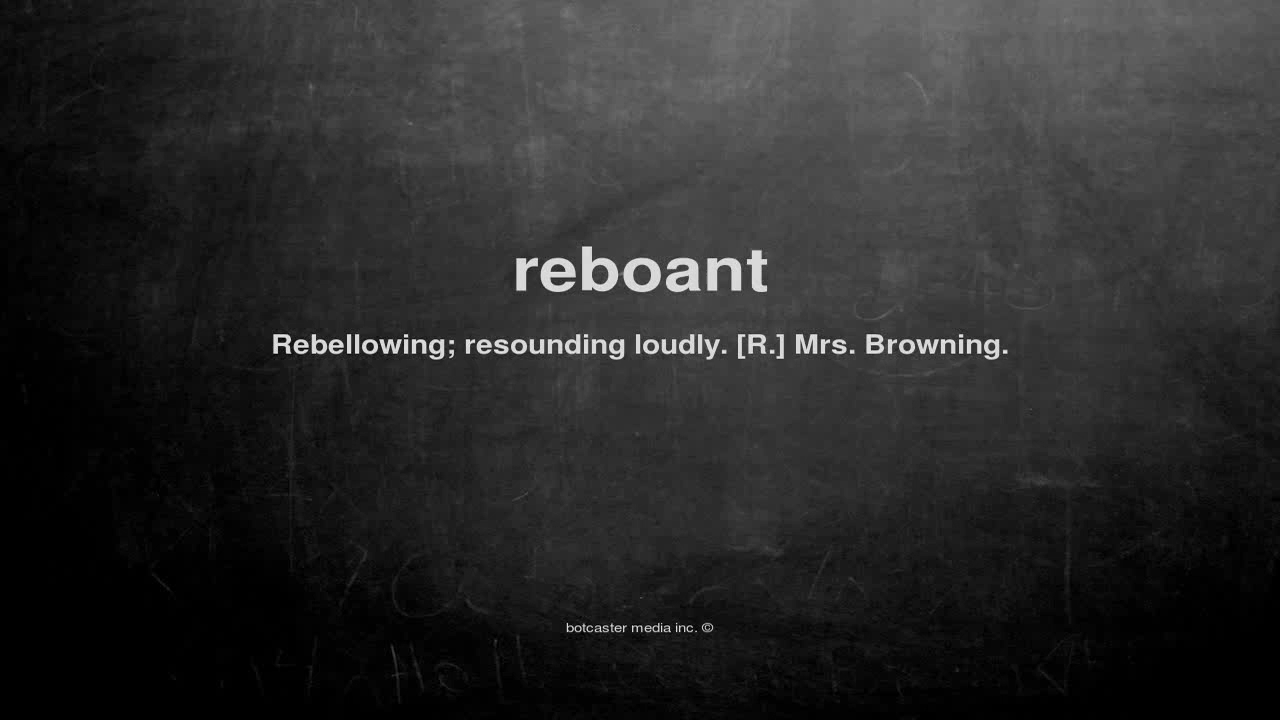 reboant
Rebellowing; resounding loudly. [R.] Mrs. Browning.
botcaster media inc. ©